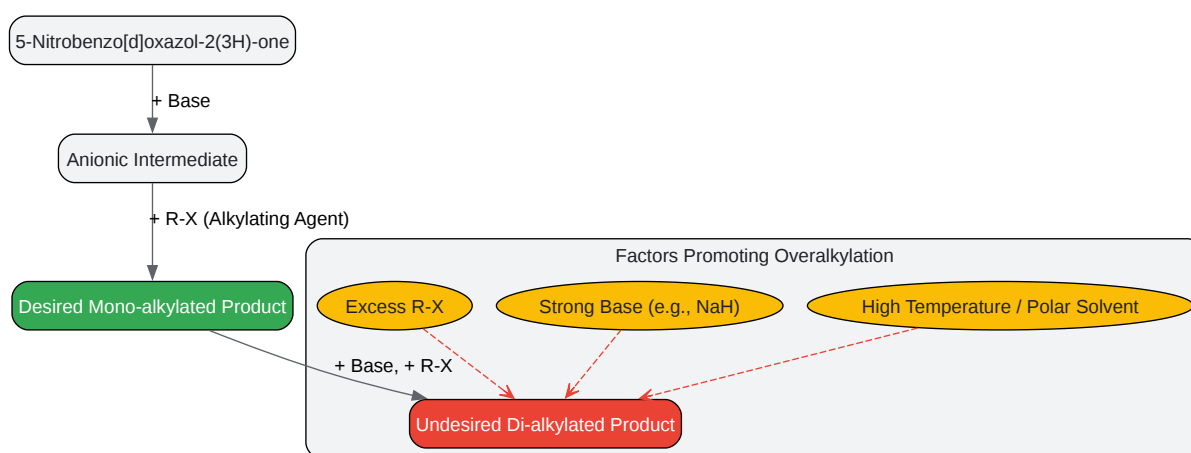 5-Nitrobenzo[d]oxazol-2(3H)-one
+ Base
Anionic Intermediate
+ R-X (Alkylating Agent)
Desired Mono-alkylated Product
Factors Promoting Overalkylation
Excess R-X
Strong Base (e.g., NaH)
High Temperature / Polar Solvent
+ Base, + R-X
Undesired Di-alkylated Product